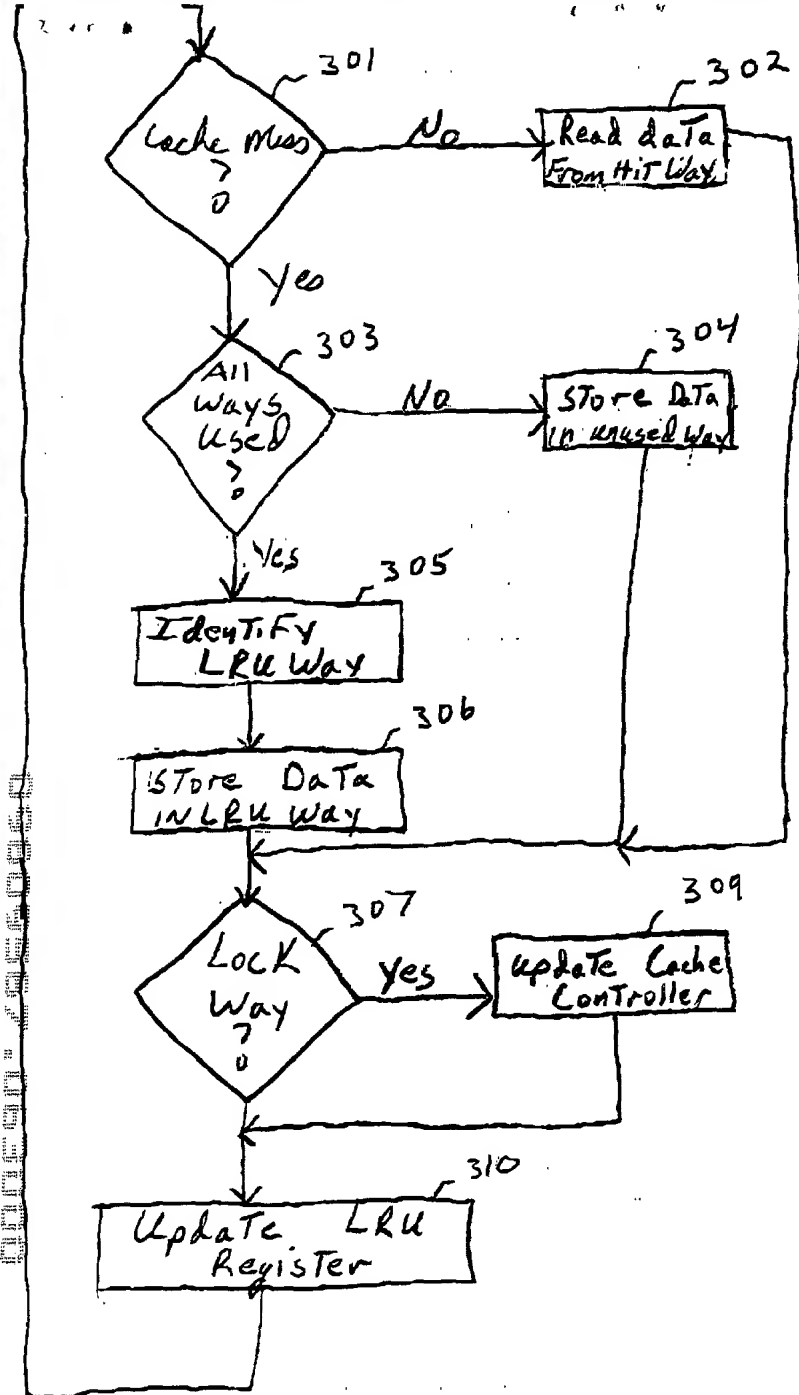 301
Cache Miss
?
No
302
Read data
From Hit Way
Yes
303
All
Ways
Used
?
No
304
Store Data
in unused Way
Yes
305
Identify
LRU Way
306
Store Data
IN LRU Way
307
Lock
Way
?
Yes
309
Update Cache
Controller
310
Update LRU
Register